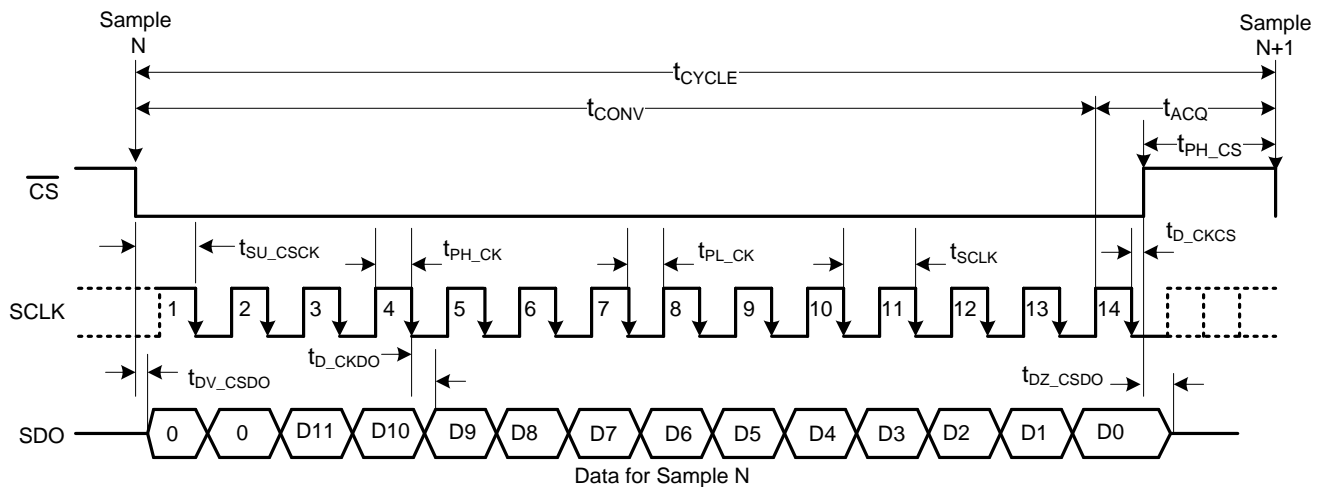 Sample
N
Sample
N+1
tCYCLE
tCONV
tACQ
tPH_CS
CS
tSU_CSCK
tPH_CK
tPL_CK
tSCLK
tD_CKCS
SCLK
1 2 3 4 5 6 7 8 9 10 11 12 13 14
tD_CKDO
tDV_CSDO
tDZ_CSDO
SDO
0 0 D11 D10 D9 D8 D7 D6 D5 D4 D3 D2 D1 D0
Data for Sample N